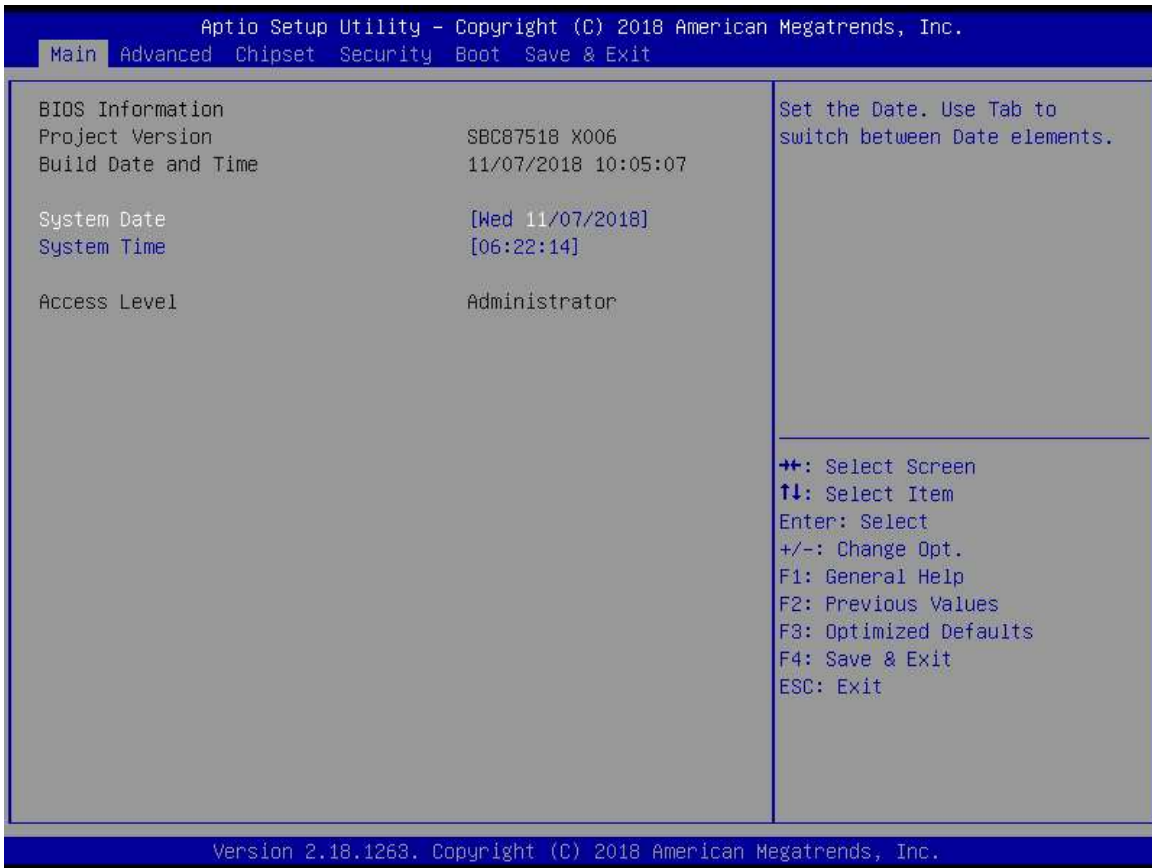 Aptio Setup Utility – Copyright (C) 2018 American Megatrends, Inc.
Main Advanced Chipset Security Boot Save & Exit
BIOS Information
Project Version SBC87518 X006
Build Date and Time 11/07/2018 10:05:07
System Date [Wed 11/07/2018]
System Time [06:22:14]
Access Level Administrator
Set the Date. Use Tab to
switch between Date elements.
→←: Select Screen
↑↓: Select Item
Enter: Select
+/-: Change Opt.
F1: General Help
F2: Previous Values
F3: Optimized Defaults
F4: Save & Exit
ESC: Exit
Version 2.18.1263. Copyright (C) 2018 American Megatrends, Inc.